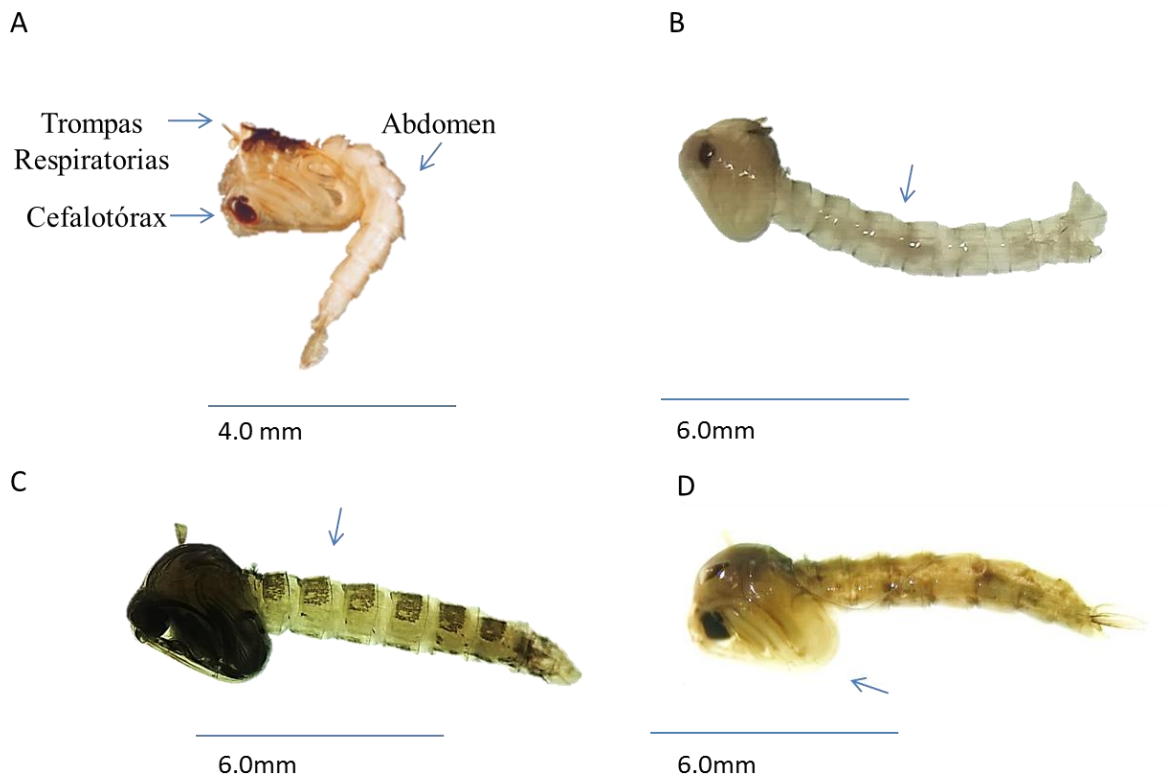 A
Trompas
Respiratorias
Cefalotórax
Abdomen
4.0 mm
B
6.0mm
C
6.0mm
D
6.0mm